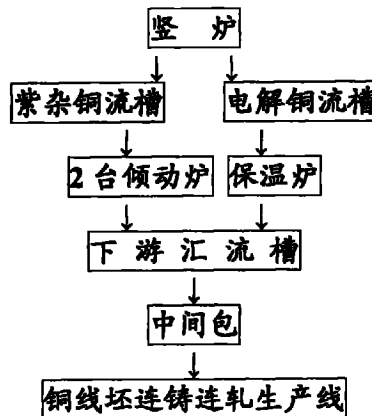 竖 炉
紫杂铜流槽 电解铜流槽
2台倾动炉 保温炉
下游汇流槽
中间包
铜线坯连铸连轧生产线